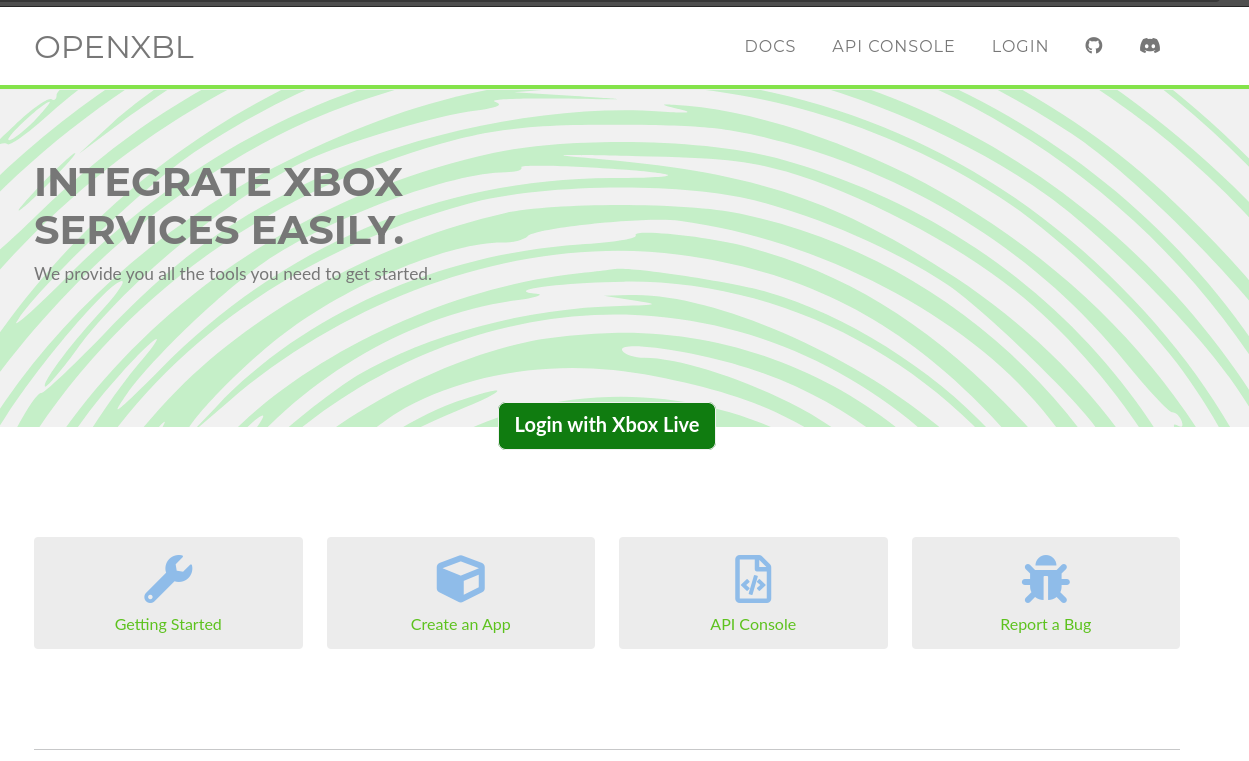 OPENXBL
DOCS
API CONSOLE
LOGIN
INTEGRATE XBOX
SERVICES EASILY.
We provide you all the tools you need to get started.
Login with Xbox Live
Getting Started
Create an App
API Console
Report a Bug